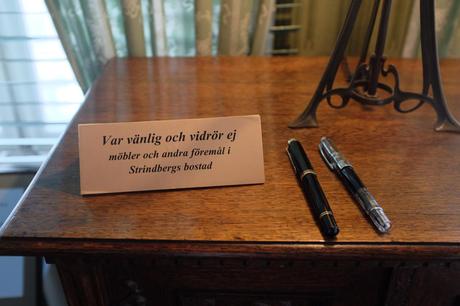 Var vänlig och vidrör ej
möbler och andra föremål i
Strindbergs bostad